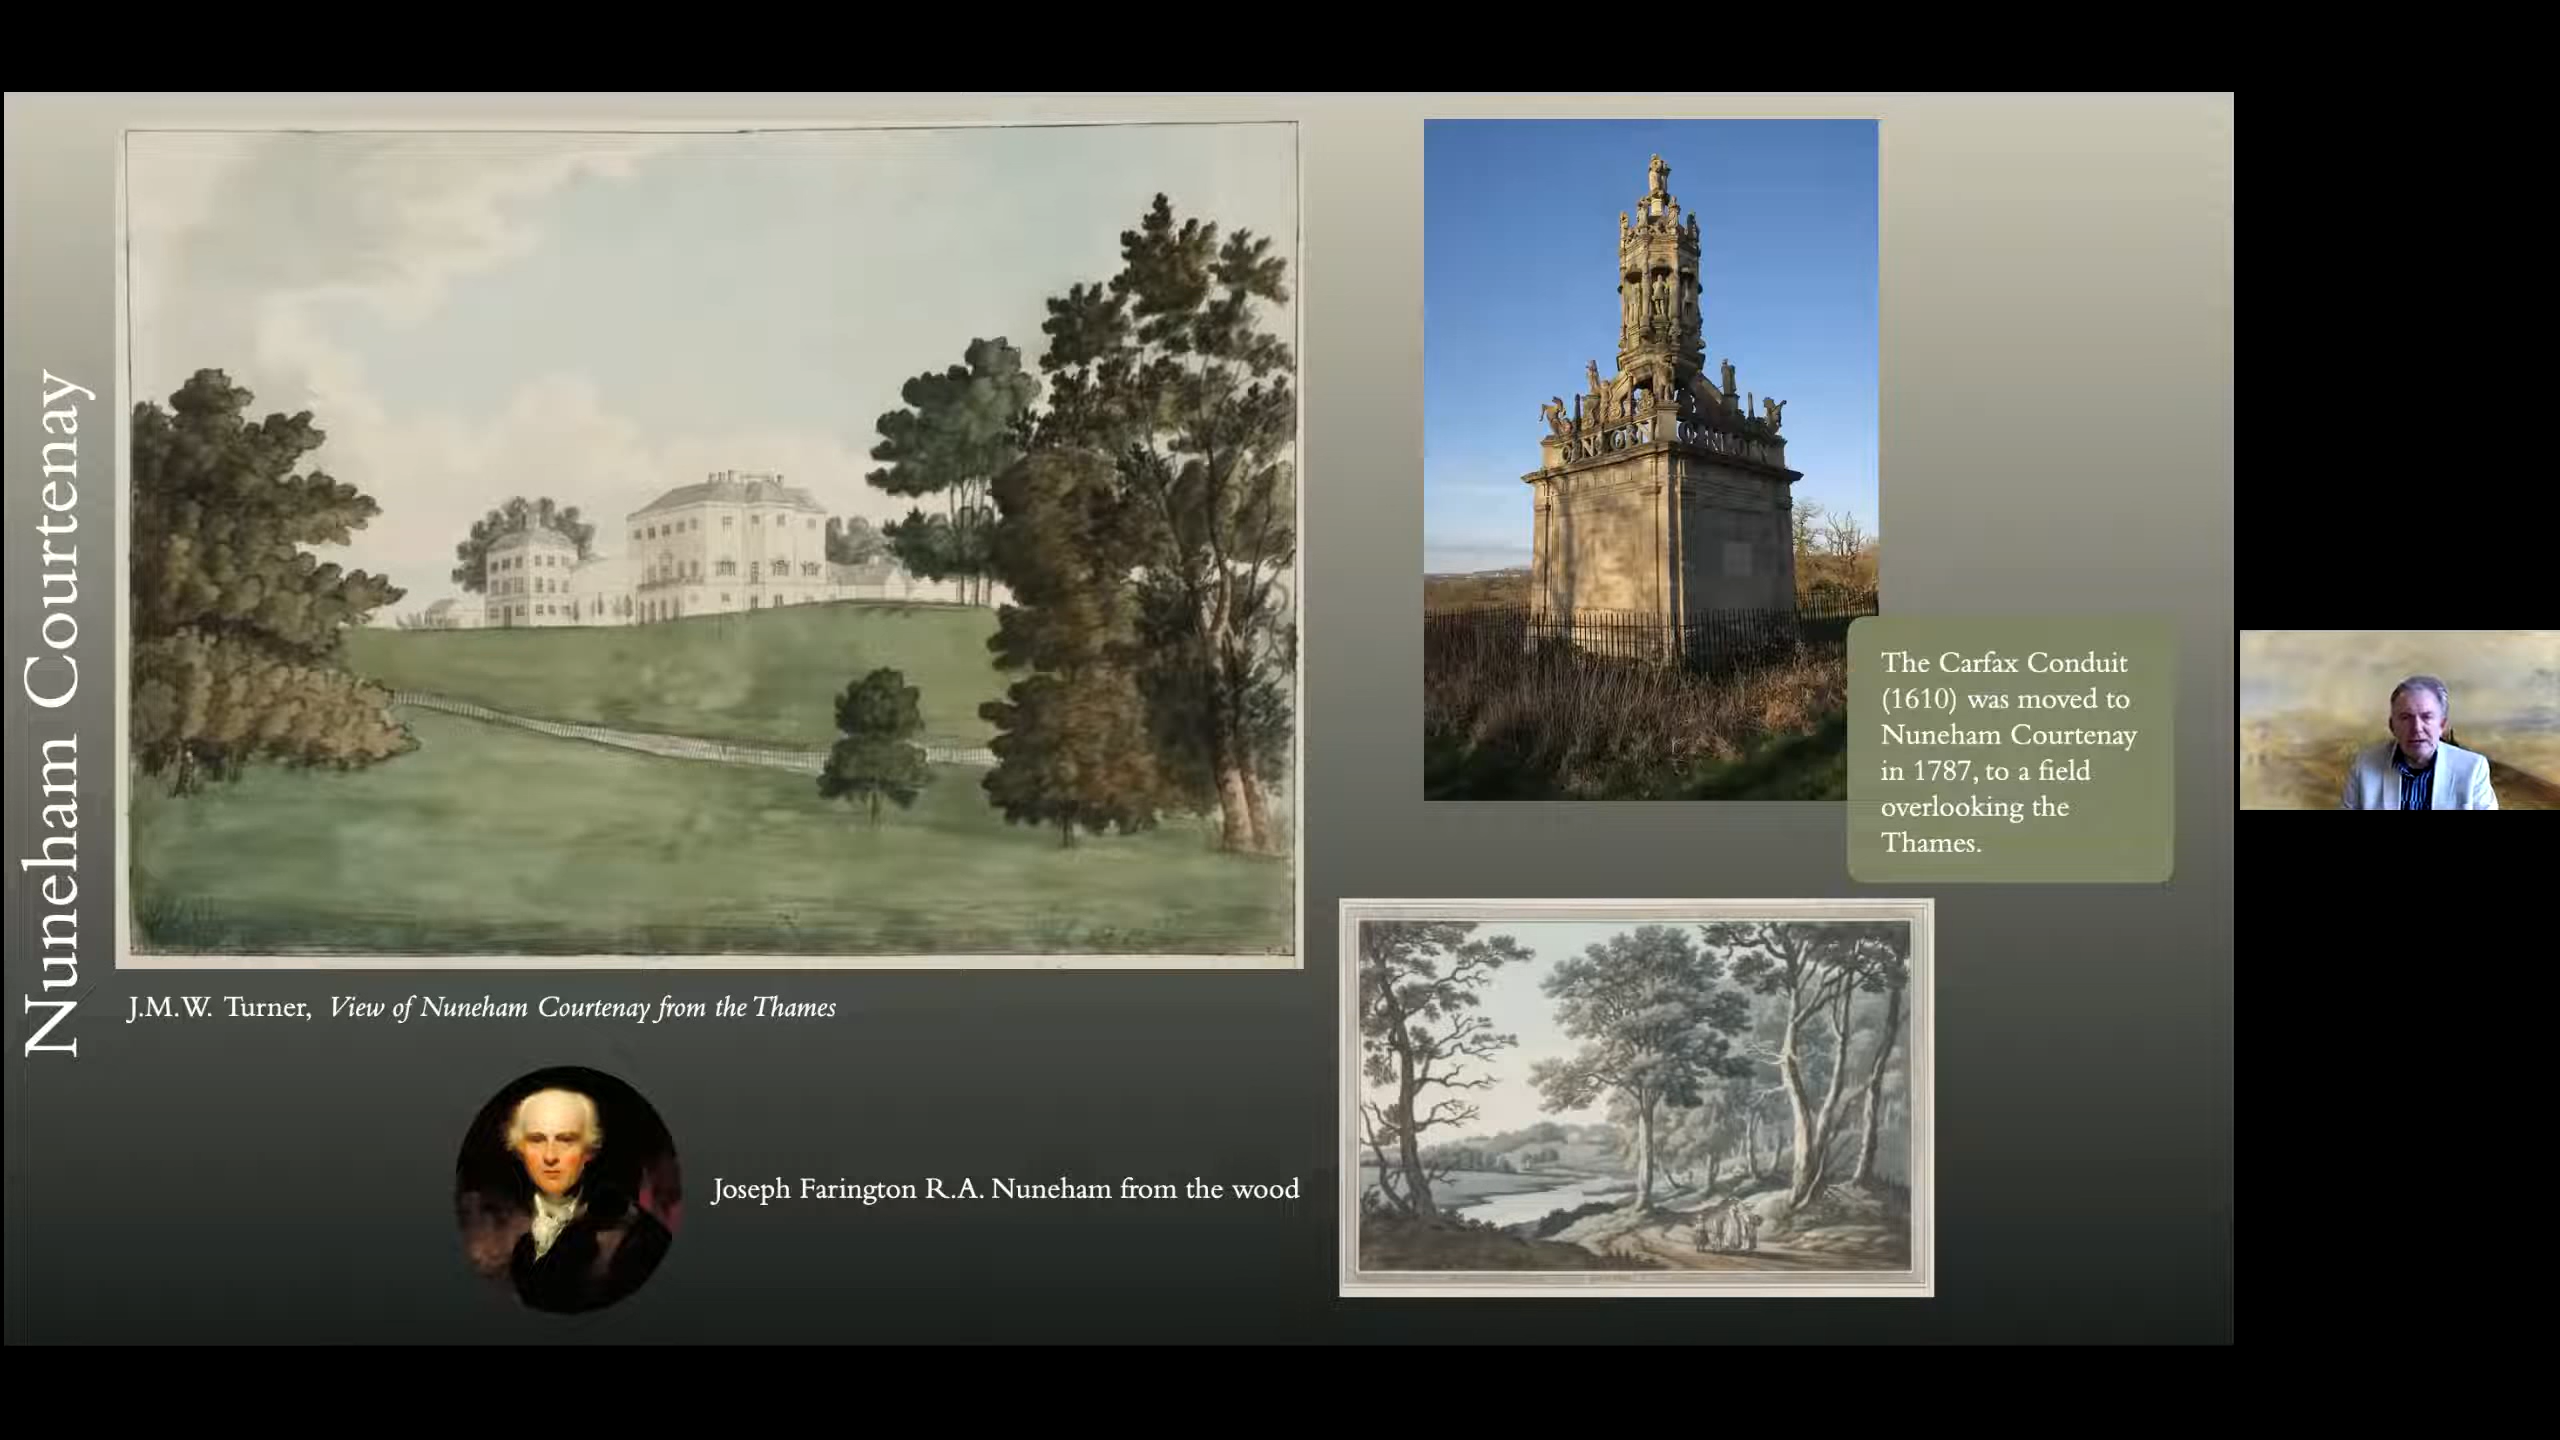 Nuneham Courtenay
J.M.W. Turner, View of Nuneham Courtenay from the Thames
The Carfax Conduit
(1610) was moved to
Nuneham Courtenay
in 1787, to a field
overlooking the
Thames.
Joseph Farington R.A. Nuneham from the wood